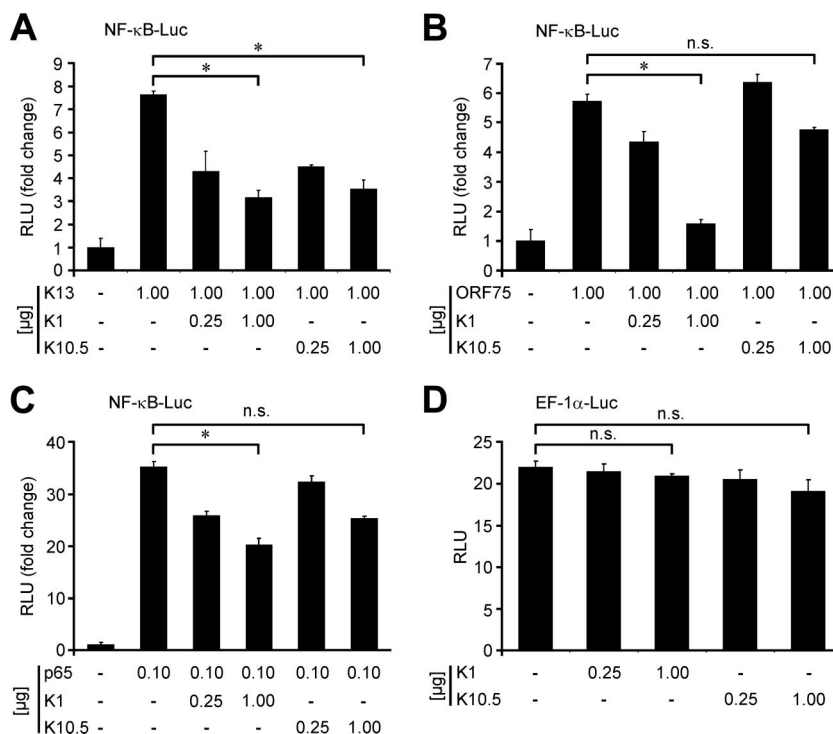 A
NF-κB-Luc
*
*
9
8
7
6
5
4
3
2
1
0
RLU (fold change)
[µg]
K13 - 1.00 1.00 1.00 1.00 1.00
K1 - - 0.25 1.00 - -
K10.5 - - - - 0.25 1.00
B
NF-κB-Luc
n.s.
*
7
6
5
4
3
2
1
0
RLU (fold change)
[µg]
ORF75 - 1.00 1.00 1.00 1.00 1.00
K1 - - 0.25 1.00 - -
K10.5 - - - - 0.25 1.00
C
NF-κB-Luc
n.s.
*
40
30
20
10
0
RLU (fold change)
[µg]
p65 - 0.10 0.10 0.10 0.10 0.10
K1 - - 0.25 1.00 - -
K10.5 - - - - 0.25 1.00
D
EF-1α-Luc
n.s.
n.s.
25
20
15
10
5
0
RLU
[µg]
K1 - 0.25 1.00 - -
K10.5 - - - 0.25 1.00